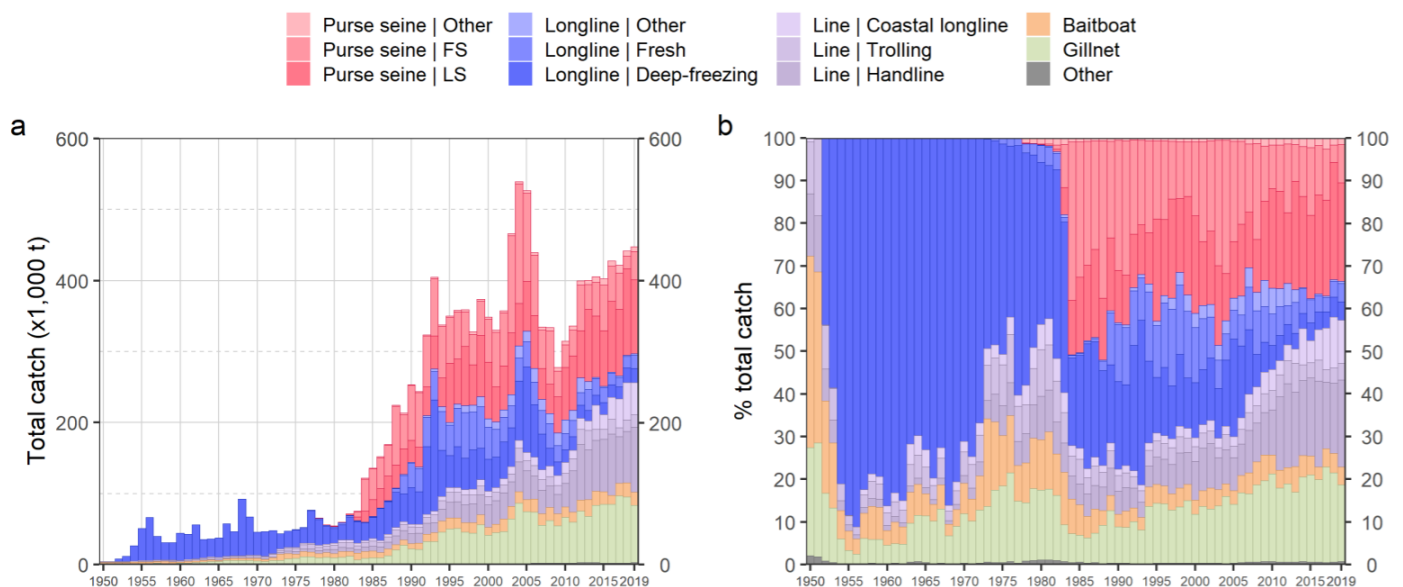 Purse seine | Other
Purse seine | FS
Purse seine | LS
Longline | Other
Longline | Fresh
Longline | Deep-freezing
Line | Coastal longline
Line | Trolling
Line | Handline
Baitboat
Gillnet
Other
a
Total catch (x1,000 t)
600
400
200
0
600
400
200
0
1950 1955 1960 1965 1970 1975 1980 1985 1990 1995 2000 2005 2010 2015 2019
b
% total catch
100
90
80
70
60
50
40
30
20
10
0
100
90
80
70
60
50
40
30
20
10
0
1950 1955 1960 1965 1970 1975 1980 1985 1990 1995 2000 2005 2010 2015 2019